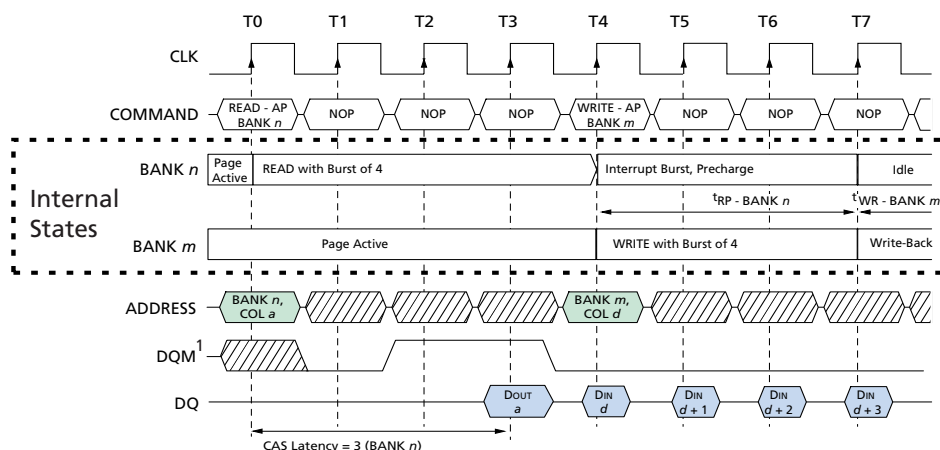 T0 T1 T2 T3 T4 T5 T6 T7
CLK
COMMAND READ - AP BANK n NOP NOP NOP WRITE - AP BANK m NOP NOP NOP
Internal States
BANK n Page Active READ with Burst of 4 Interrupt Burst, Precharge Idle
tRP - BANK n tWR - BANK m
BANK m Page Active WRITE with Burst of 4 Write-Back
ADDRESS BANK n, COL a BANK m, COL d
DQM1
DQ DOUT a DIN d DIN d + 1 DIN d + 2 DIN d + 3
CAS Latency = 3 (BANK n)